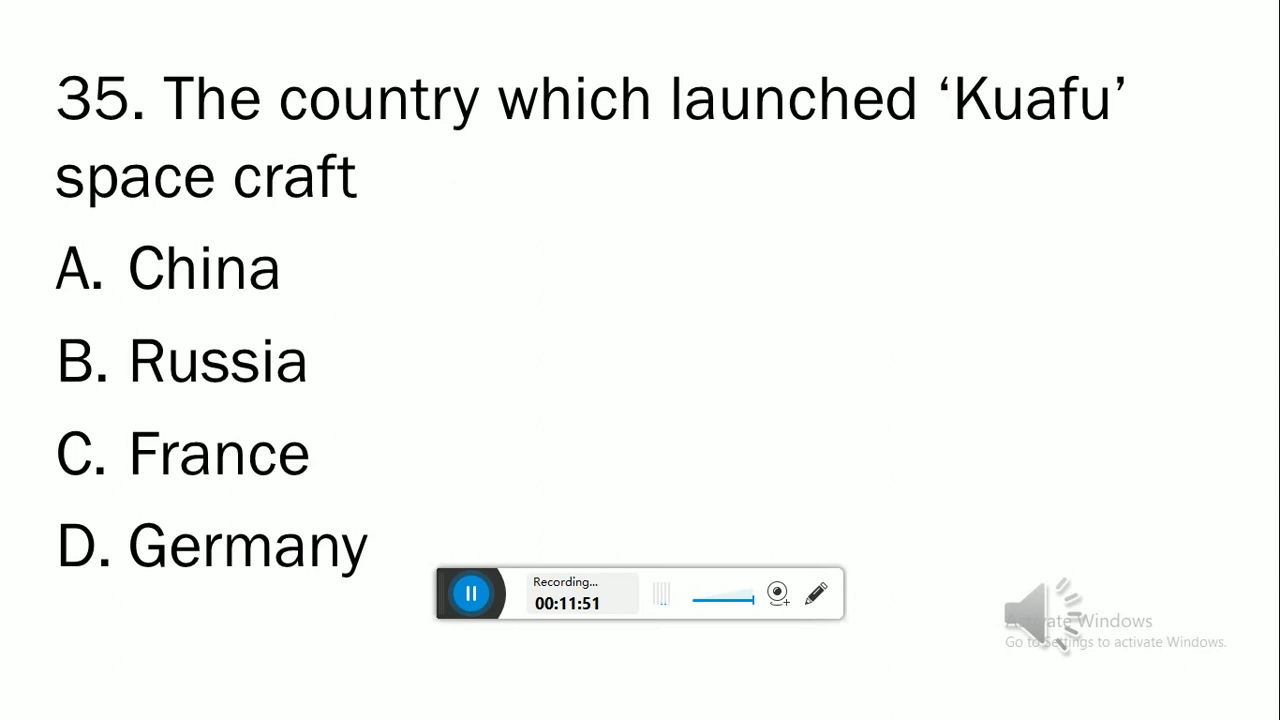 35. The country which launched ‘Kuafu’
space craft
A. China
B. Russia
C. France
D. Germany
Recording...
00:11:51
Activate Windows
Go to Settings to activate Windows.